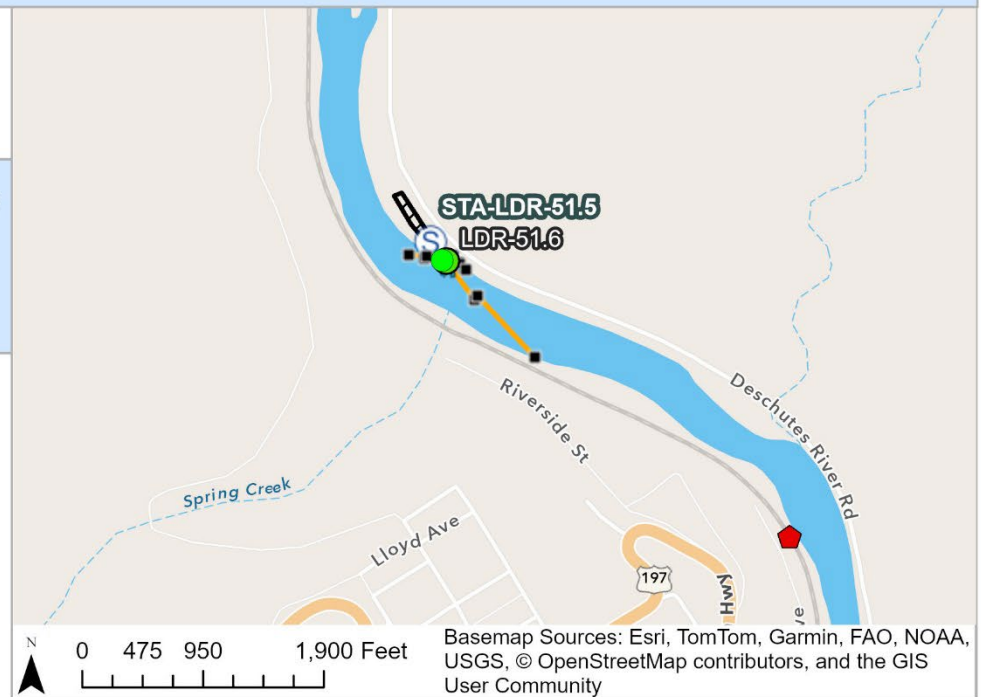 STA-LDR-51.5
S
LDR-51.6
Deschutes River Rd
Riverside St
Spring Creek
Lloyd Ave
197
Hwy
ve
N
0 475 950 1,900 Feet
Basemap Sources: Esri, TomTom, Garmin, FAO, NOAA,
USGS, © OpenStreetMap contributors, and the GIS
User Community